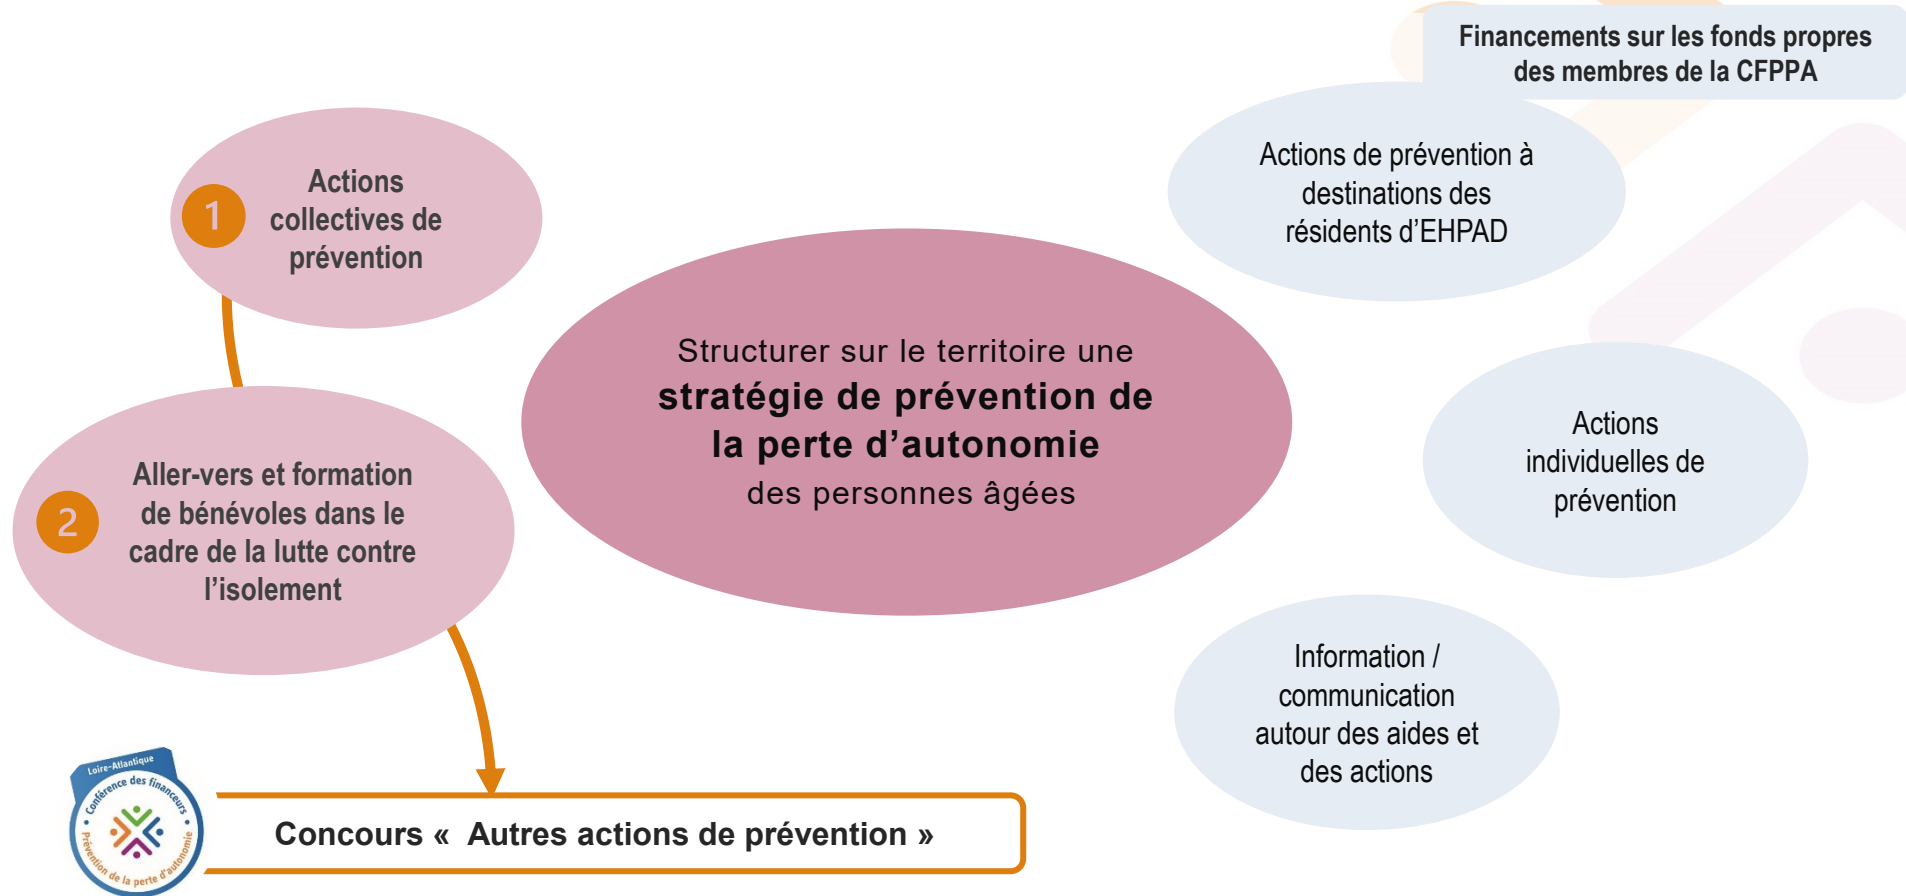 Financements sur les fonds propres
des membres de la CFPPA
1
Actions
collectives de
prévention
2
Aller-vers et formation
de bénévoles dans le
cadre de la lutte contre
l’isolement
Structurer sur le territoire une
stratégie de prévention de
la perte d’autonomie
des personnes âgées
Actions de prévention à
destinations des
résidents d’EHPAD
Actions
individuelles de
prévention
Information /
communication
autour des aides et
des actions
Loire-Atlantique
• Conférence des financeurs •
Prévention de la perte d'autonomie
Concours « Autres actions de prévention »